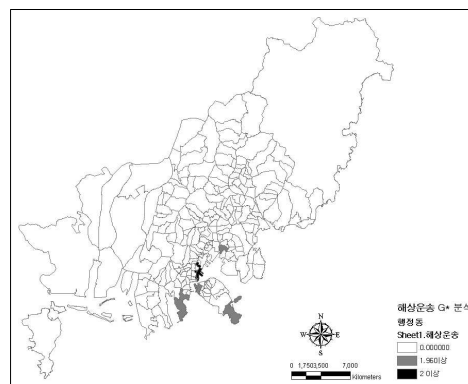 해상운송 G* 분석
행정동
Sheet1.해상운송
0.000000
1.96이상
2 이상
N
W
E
S
0 1,7503,500 7,000
Kilometers